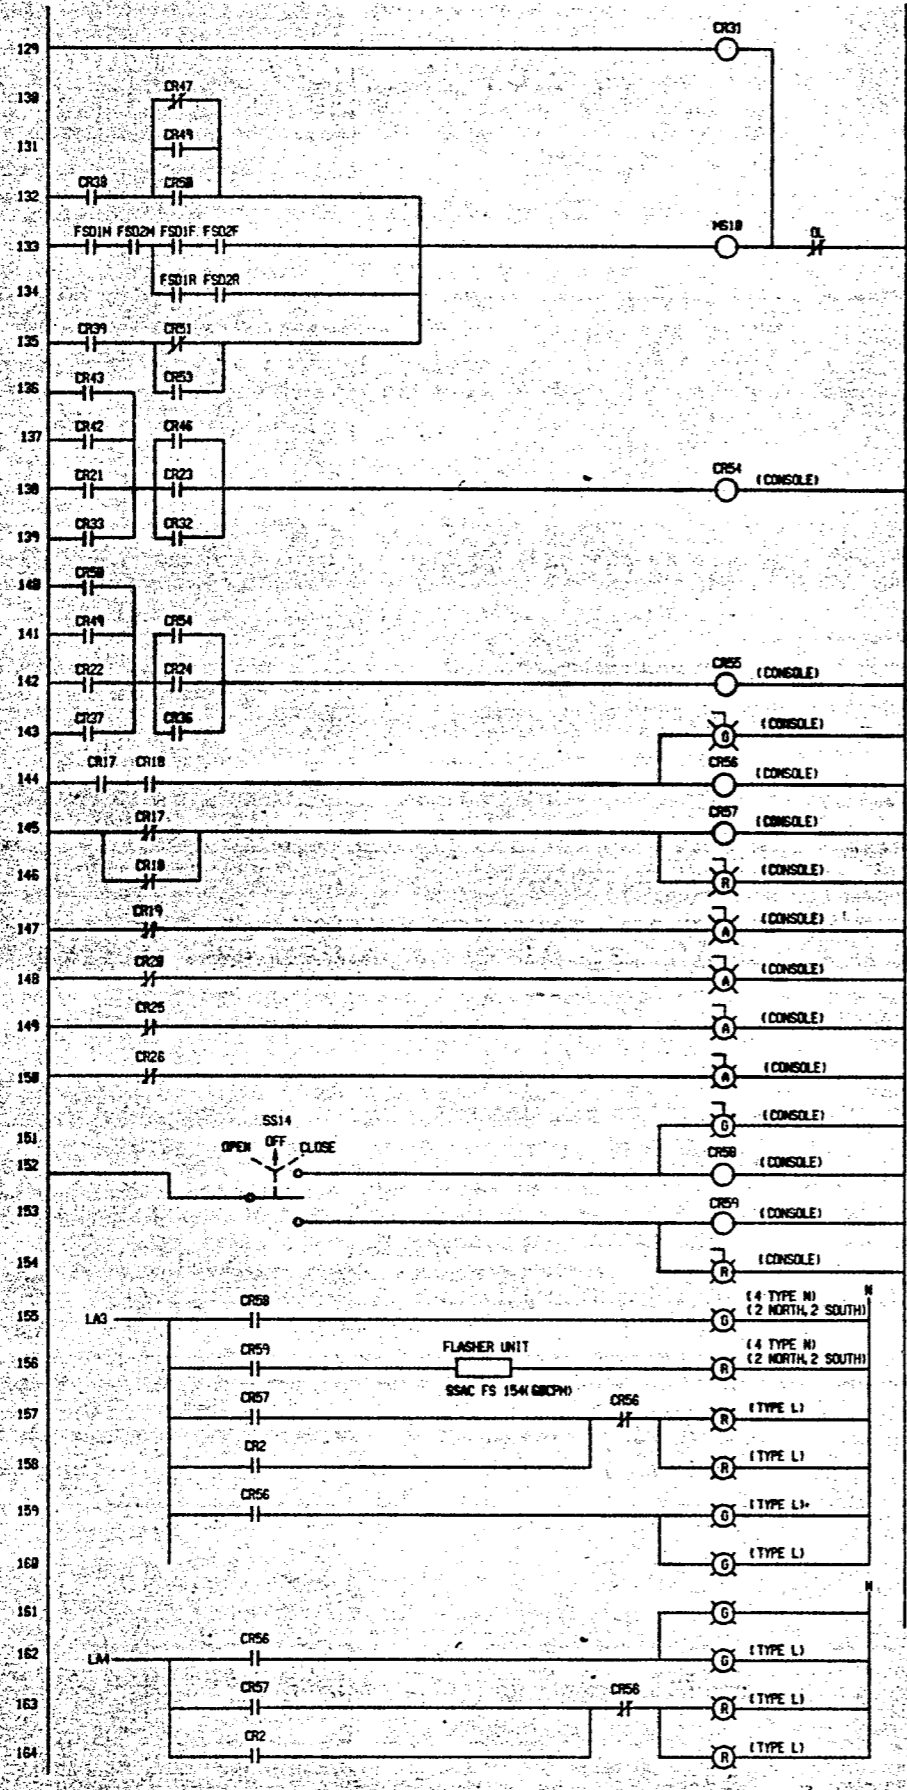 129
CR31
130
CR47
131
CR49
132
CR38
CR50
133
FSD1M FSD2M FSD1F FSD2F
MS10
OL
134
FSD1R FSD2R
135
CR39
CR51
136
CR43
CR53
137
CR42
CR46
138
CR21
CR23
CR54
(CONSOLE)
139
CR33
CR32
140
CR50
141
CR49
CR54
142
CR22
CR24
CR55
(CONSOLE)
143
CR37
CR36
G
(CONSOLE)
144
CR17
CR18
CR56
(CONSOLE)
145
CR17
CR57
(CONSOLE)
146
CR18
R
(CONSOLE)
147
CR19
A
(CONSOLE)
148
CR20
A
(CONSOLE)
149
CR25
A
(CONSOLE)
150
CR26
A
(CONSOLE)
151
SS14
OPEN
OFF
CLOSE
G
(CONSOLE)
152
CR58
(CONSOLE)
153
CR59
(CONSOLE)
154
R
(CONSOLE)
N
155
LA3
CR58
G
(4 TYPE N)
(2 NORTH, 2 SOUTH)
156
CR59
FLASHER UNIT
SSAC FS 154(60CPM)
R
(4 TYPE N)
(2 NORTH, 2 SOUTH)
157
CR57
CR56
R
(TYPE L)
158
CR2
R
(TYPE L)
159
CR56
G
(TYPE L)
160
G
(TYPE L)
N
161
G
162
LA4
CR56
G
(TYPE L)
163
CR57
CR56
R
(TYPE L)
164
CR2
R
(TYPE L)